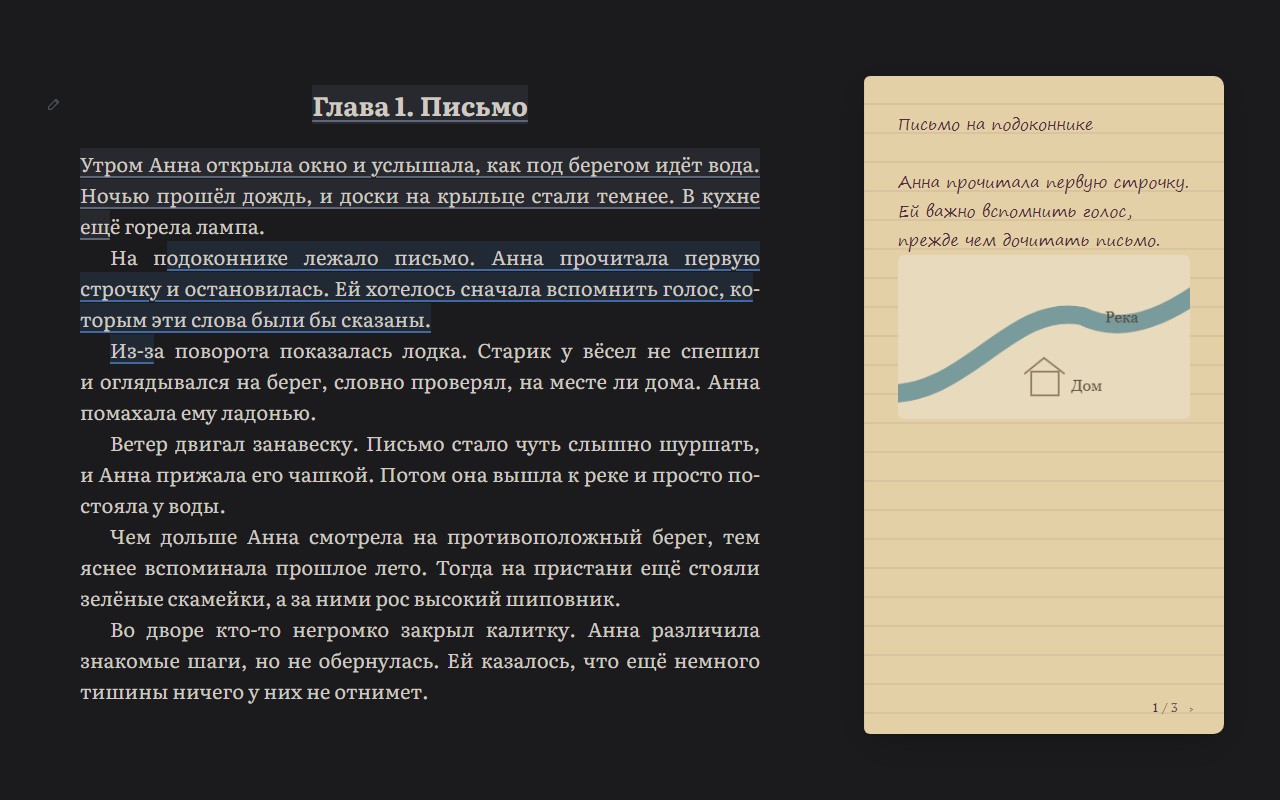 Глава 1. Письмо
Утром Анна открыла окно и услышала, как под берегом идёт вода.
Ночью прошёл дождь, и доски на крыльце стали темнее. В кухне
ещё горела лампа.
На подоконнике лежало письмо. Анна прочитала первую
строчку и остановилась. Ей хотелось сначала вспомнить голос, ко-
торым эти слова были бы сказаны.
Из-за поворота показалась лодка. Старик у вёсел не спешил
и оглядывался на берег, словно проверял, на месте ли дома. Анна
помахала ему ладонью.
Ветер двигал занавеску. Письмо стало чуть слышно шуршать,
и Анна прижала его чашкой. Потом она вышла к реке и просто по-
стояла у воды.
Чем дольше Анна смотрела на противоположный берег, тем
яснее вспоминала прошлое лето. Тогда на пристани ещё стояли
зелёные скамейки, а за ними рос высокий шиповник.
Во дворе кто-то негромко закрыл калитку. Анна различила
знакомые шаги, но не обернулась. Ей казалось, что ещё немного
тишины ничего у них не отнимет.
Письмо на подоконнике
Анна прочитала первую строчку.
Ей важно вспомнить голос,
прежде чем дочитать письмо.
Река
Дом
1 / 3 ›